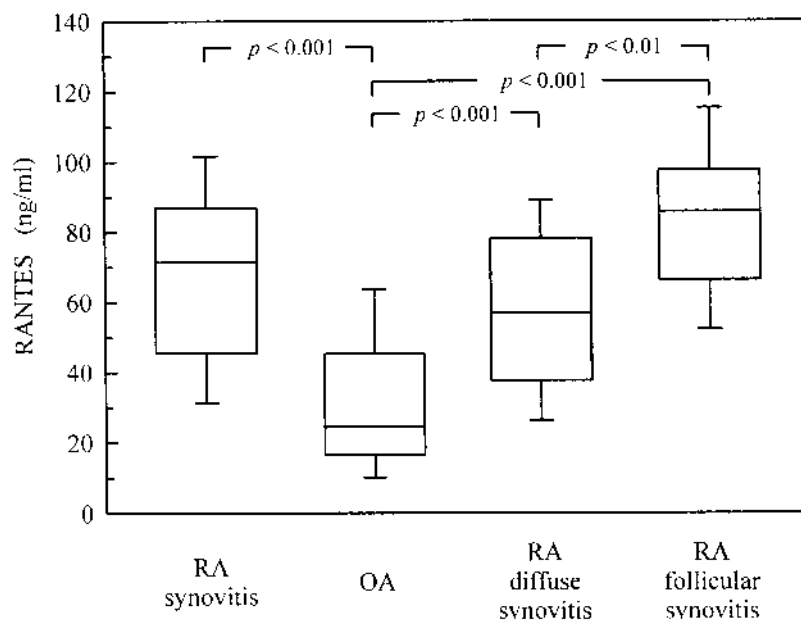 140
120
100
80
60
40
20
0
RANTES (ng/ml)
p < 0.001
p < 0.01
p < 0.001
p < 0.001
RA
synovitis
OA
RA
diffuse
synovitis
RA
follicular
synovitis